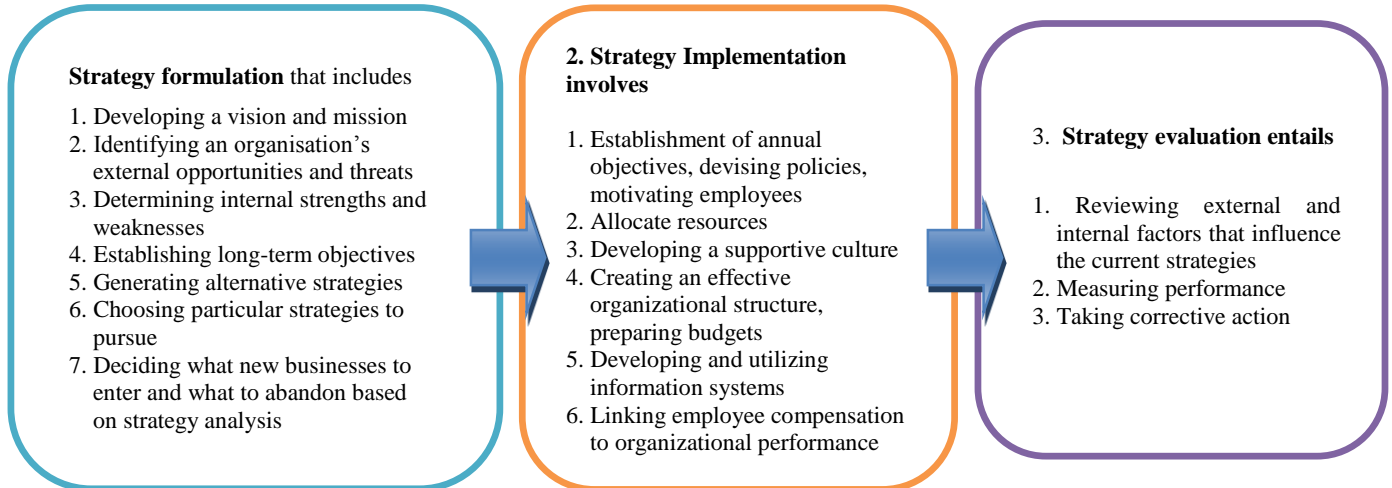 Strategy formulation that includes
1. Developing a vision and mission
2. Identifying an organisation’s
external opportunities and threats
3. Determining internal strengths and
weaknesses
4. Establishing long-term objectives
5. Generating alternative strategies
6. Choosing particular strategies to
pursue
7. Deciding what new businesses to
enter and what to abandon based
on strategy analysis
2. Strategy Implementation
involves
1. Establishment of annual
objectives, devising policies,
motivating employees
2. Allocate resources
3. Developing a supportive culture
4. Creating an effective
organizational structure,
preparing budgets
5. Developing and utilizing
information systems
6. Linking employee compensation
to organizational performance
3. Strategy evaluation entails
1. Reviewing external and
internal factors that influence
the current strategies
2. Measuring performance
3. Taking corrective action